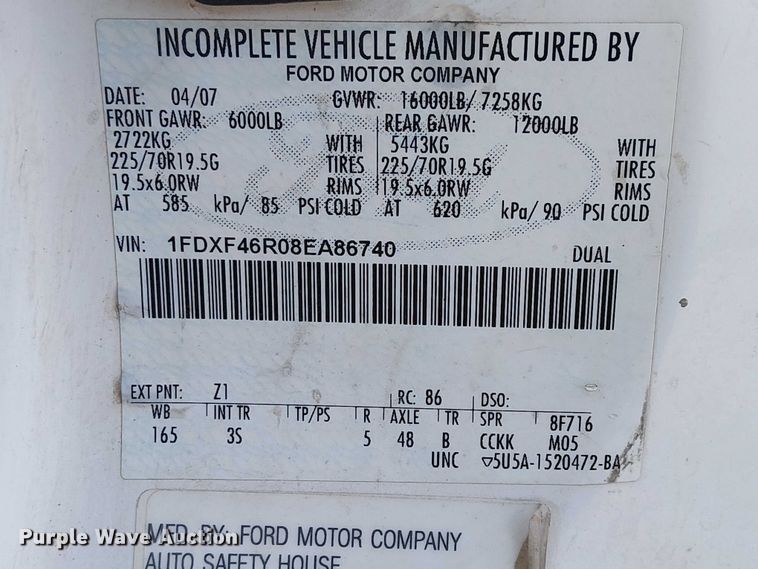 INCOMPLETE VEHICLE MANUFACTURED BY
FORD MOTOR COMPANY
DATE: 04/07 GVWR: 16000LB/ 7258KG
FRONT GAWR: 6000LB REAR GAWR: 12000LB
2722KG WITH 5443KG WITH
225/70R19.5G TIRES 225/70R19.5G TIRES
19.5x6.0RW RIMS 19.5x6.0RW RIMS
AT 585 kPa/ 85 PSI COLD AT 620 kPa/ 90 PSI COLD
VIN: 1FDXF46R08EA86740 DUAL
EXT PNT: Z1 RC: 86 DSO:
WB INT TR TP/PS R AXLE TR SPR 8F716
165 3S 5 48 B CCKK M05
UNC ▽5U5A-1520472-BA
MFD. BY: FORD MOTOR COMPANY
AUTO SAFETY HOUSE
Purple Wave Auction